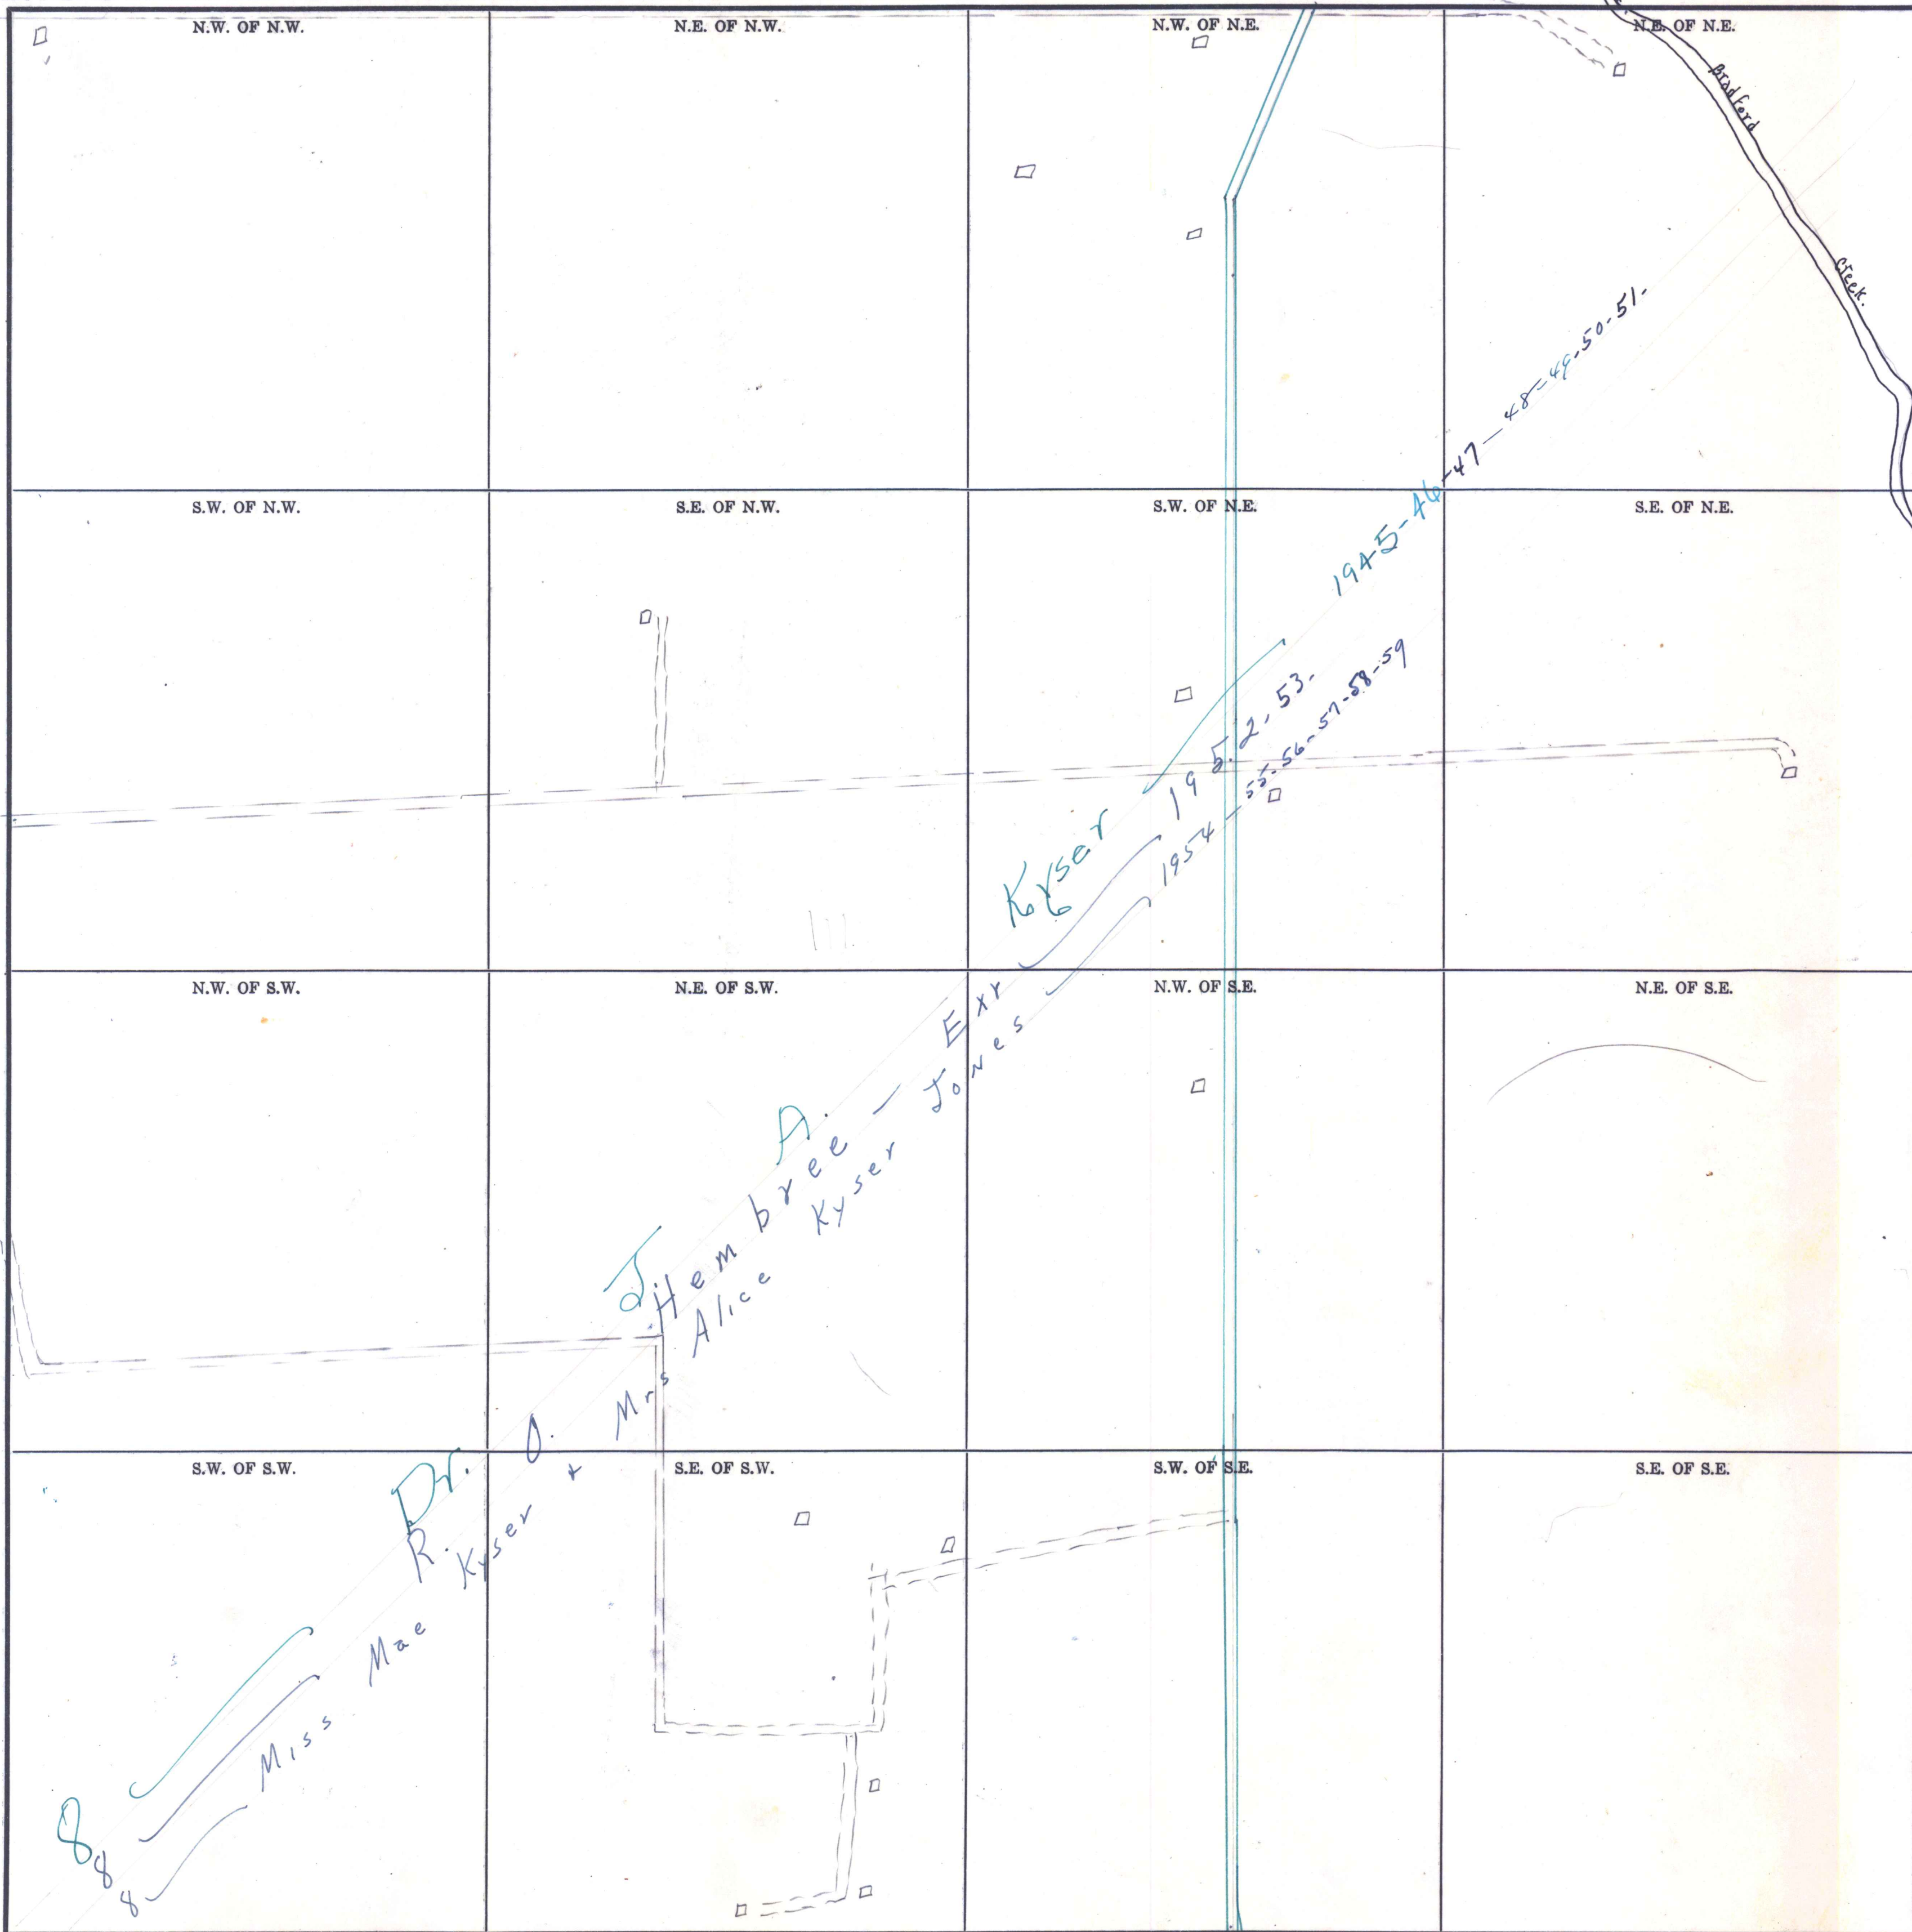 N.W. OF N.W.
N.E. OF N.W.
N.W. OF N.E.
N.E. OF N.E.
Bradford Creek.
S.W. OF N.W.
S.E. OF N.W.
S.W. OF N.E.
S.E. OF N.E.
N.W. OF S.W.
N.E. OF S.W.
N.W. OF S.E.
N.E. OF S.E.
S.W. OF S.W.
S.E. OF S.W.
S.W. OF S.E.
S.E. OF S.E.
8 Dr. J. A. Kyser 1945-46-47-48-49-50-51-
8 R. O. Hembree - Exr 1952, 53-
8 Miss Mae Kyser + Mrs Alice Kyser Jones 1954-55-56-57-58-59